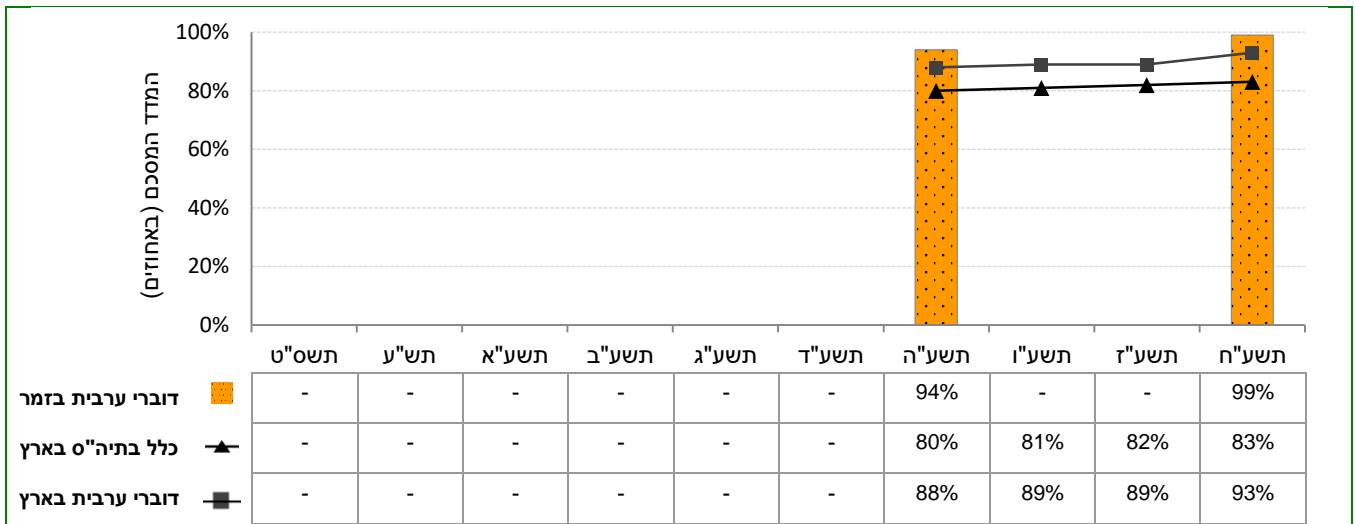 המדד המסכם (באחוזים)
100%
80%
60%
40%
20%
0%
תשס"ט תש"ע תשע"א תשע"ב תשע"ג תשע"ד תשע"ה תשע"ו תשע"ז תשע"ח
דוברי ערבית בזמר - - - - - - 94% - - 99%
כלל בתיה"ס בארץ - - - - - - 80% 81% 82% 83%
דוברי ערבית בארץ - - - - - - 88% 89% 89% 93%